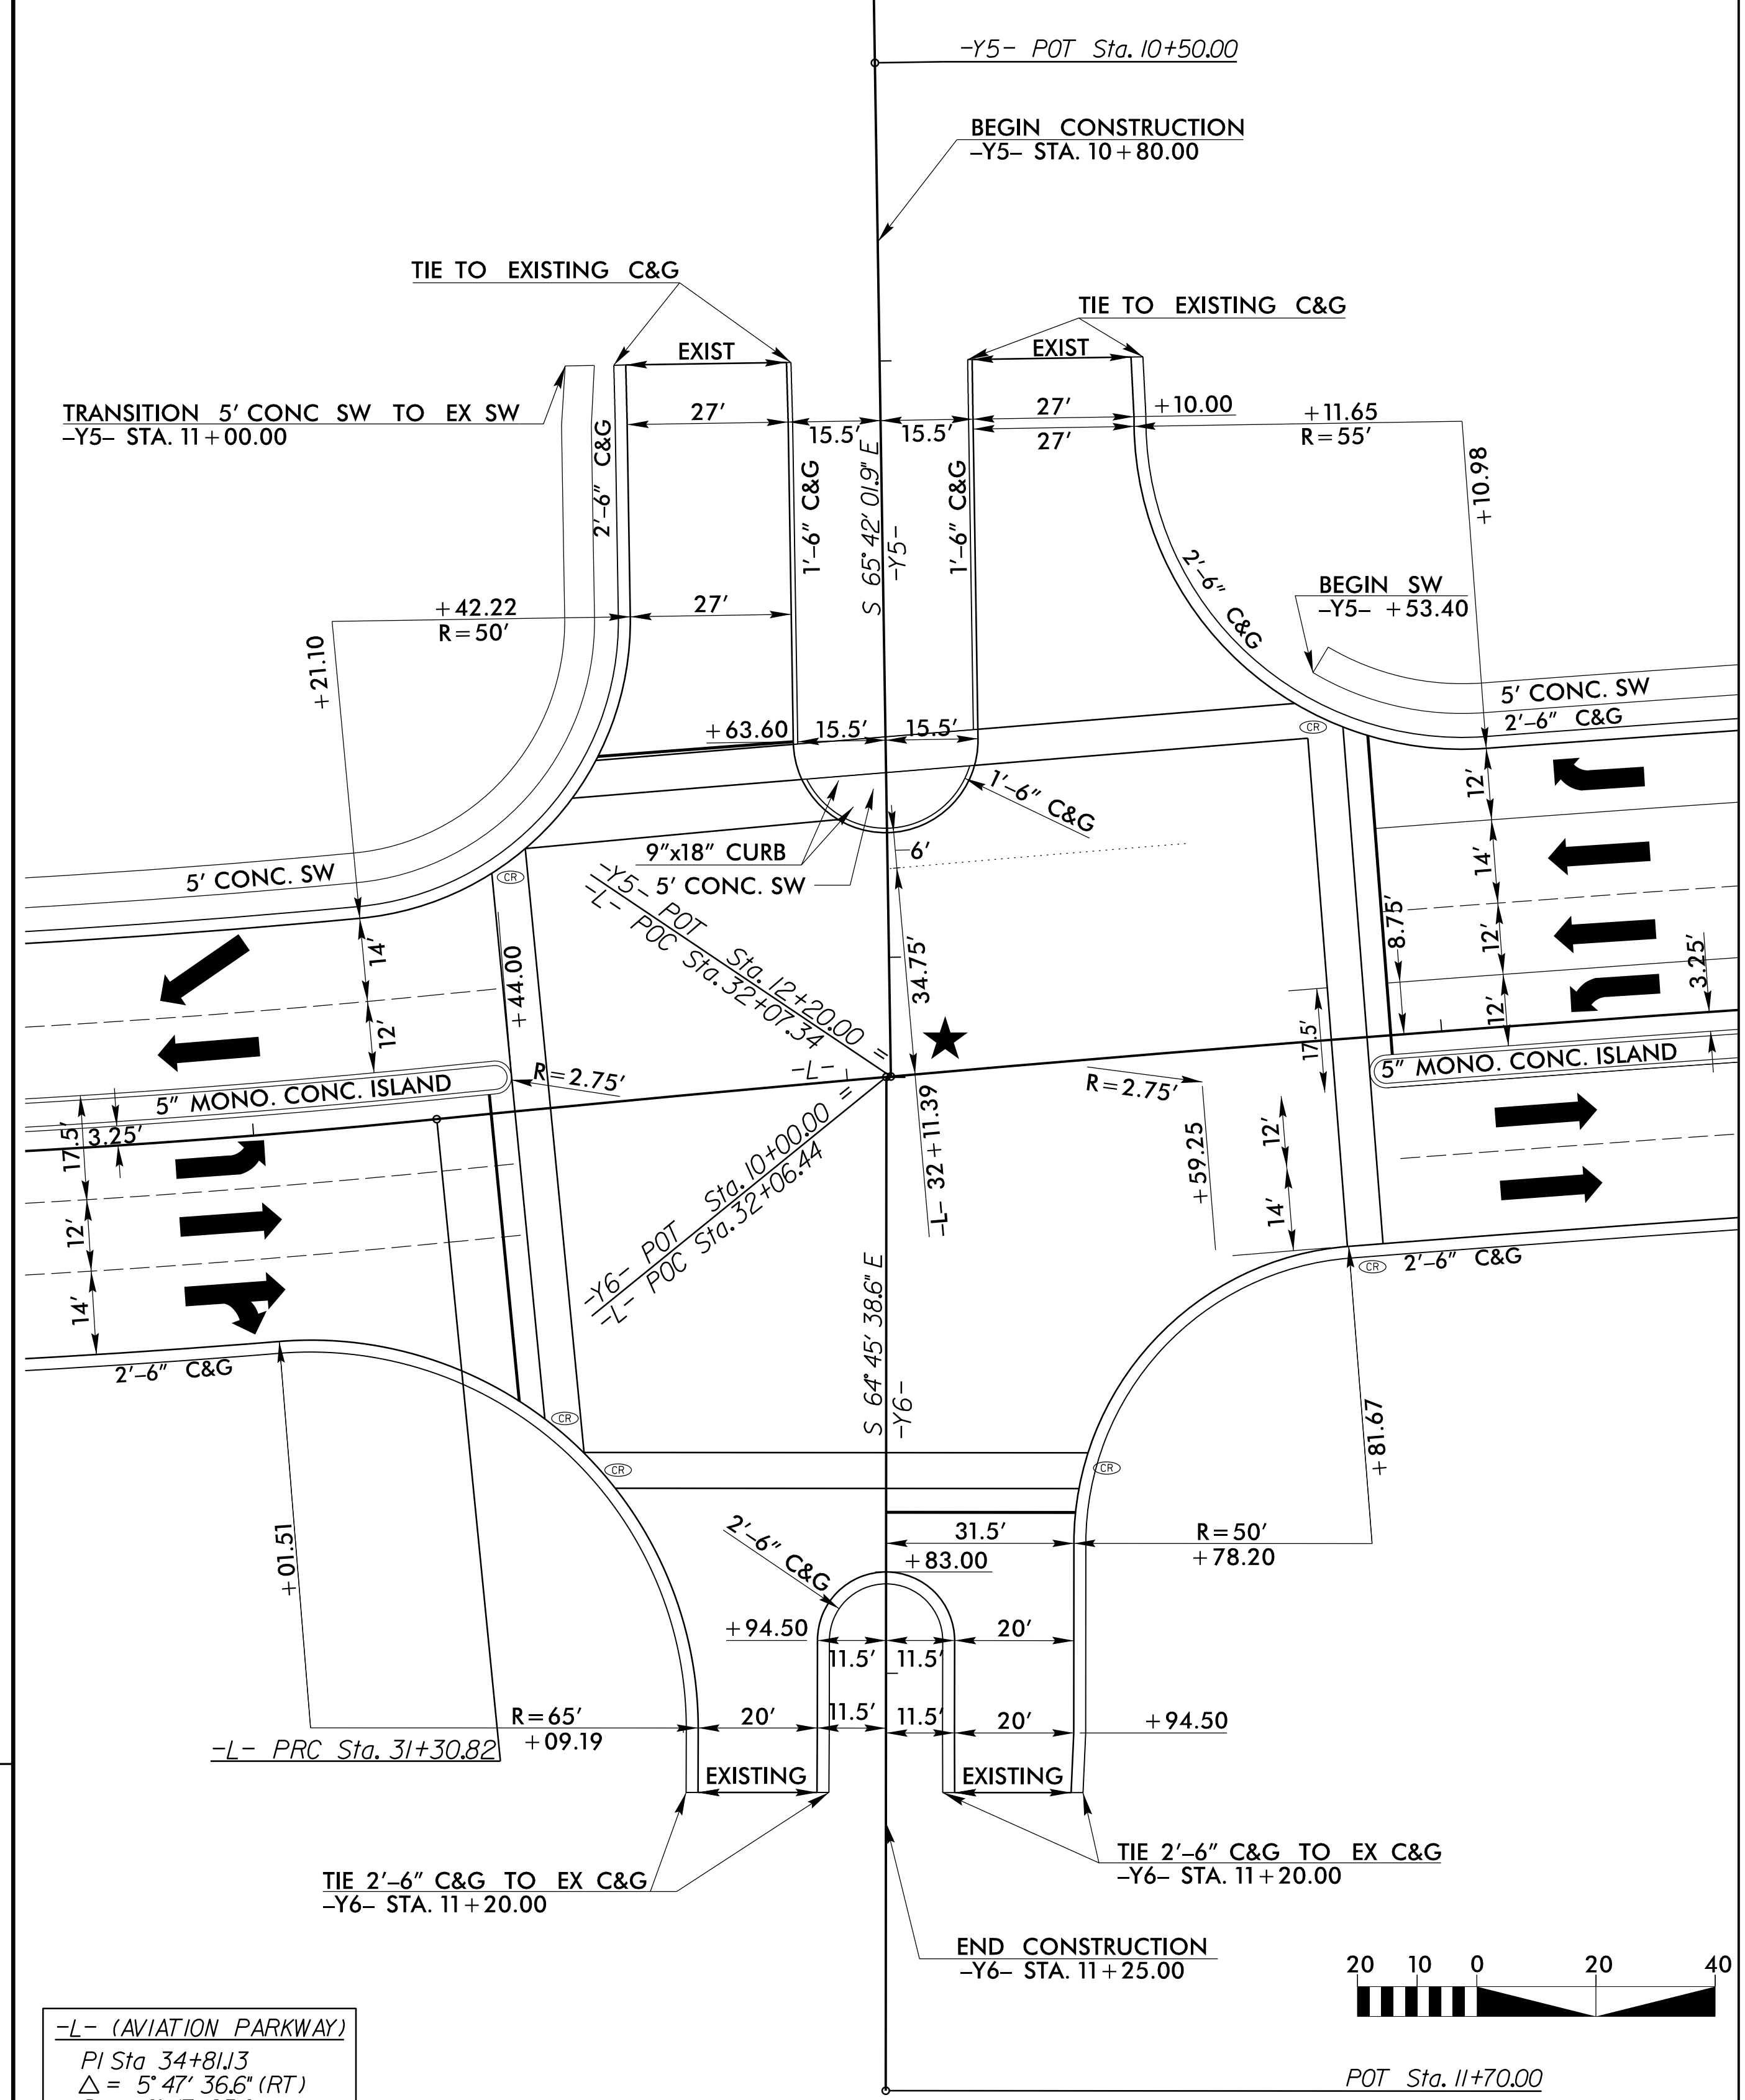 -Y5- POT Sta. 10+50.00
BEGIN CONSTRUCTION
-Y5- STA. 10+80.00
TIE TO EXISTING C&G
TIE TO EXISTING C&G
EXIST
EXIST
TRANSITION 5' CONC SW TO EX SW
-Y5- STA. 11+00.00
2'-6" C&G
27'
15.5'
15.5'
27'
27'
+10.00
+11.65
R=55'
+10.98
1'-6" C&G
S 65° 42' 01.9" E
-Y5-
1'-6" C&G
2'-6" C&G
BEGIN SW
-Y5- +53.40
+42.22
R=50'
27'
+21.10
5' CONC. SW
2'-6" C&G
+63.60
15.5'
15.5'
1'-6" C&G
9"x18" CURB
5' CONC. SW
6'
5' CONC. SW
CR
CR
12'
14'
12'
12'
8.75'
3.25'
-Y5- POT Sta. 12+20.00 =
-L- POC Sta. 32+07.34
34.75'
+44.00
14'
12'
17.5'
5" MONO. CONC. ISLAND
5" MONO. CONC. ISLAND
R=2.75'
-L-
R=2.75'
17.5'
3.25'
12'
14'
-L- 32+11.39
+59.25
12'
14'
-Y6- POT Sta. 10+00.00 =
-L- POC Sta. 32+06.44
2'-6" C&G
CR
2'-6" C&G
S 64° 45' 38.6" E
-Y6-
CR
CR
CR
+81.67
+01.51
2'-6" C&G
31.5'
R=50'
+78.20
+83.00
+94.50
11.5'
11.5'
20'
R=65'
+09.19
20'
11.5'
11.5'
20'
+94.50
-L- PRC Sta. 31+30.82
EXISTING
EXISTING
TIE 2'-6" C&G TO EX C&G
-Y6- STA. 11+20.00
TIE 2'-6" C&G TO EX C&G
-Y6- STA. 11+20.00
END CONSTRUCTION
-Y6- STA. 11+25.00
20 10 0 20 40
-L- (AVIATION PARKWAY)
PI Sta 34+81.13
△ = 5° 47' 36.6" (RT)
POT Sta. 11+70.00